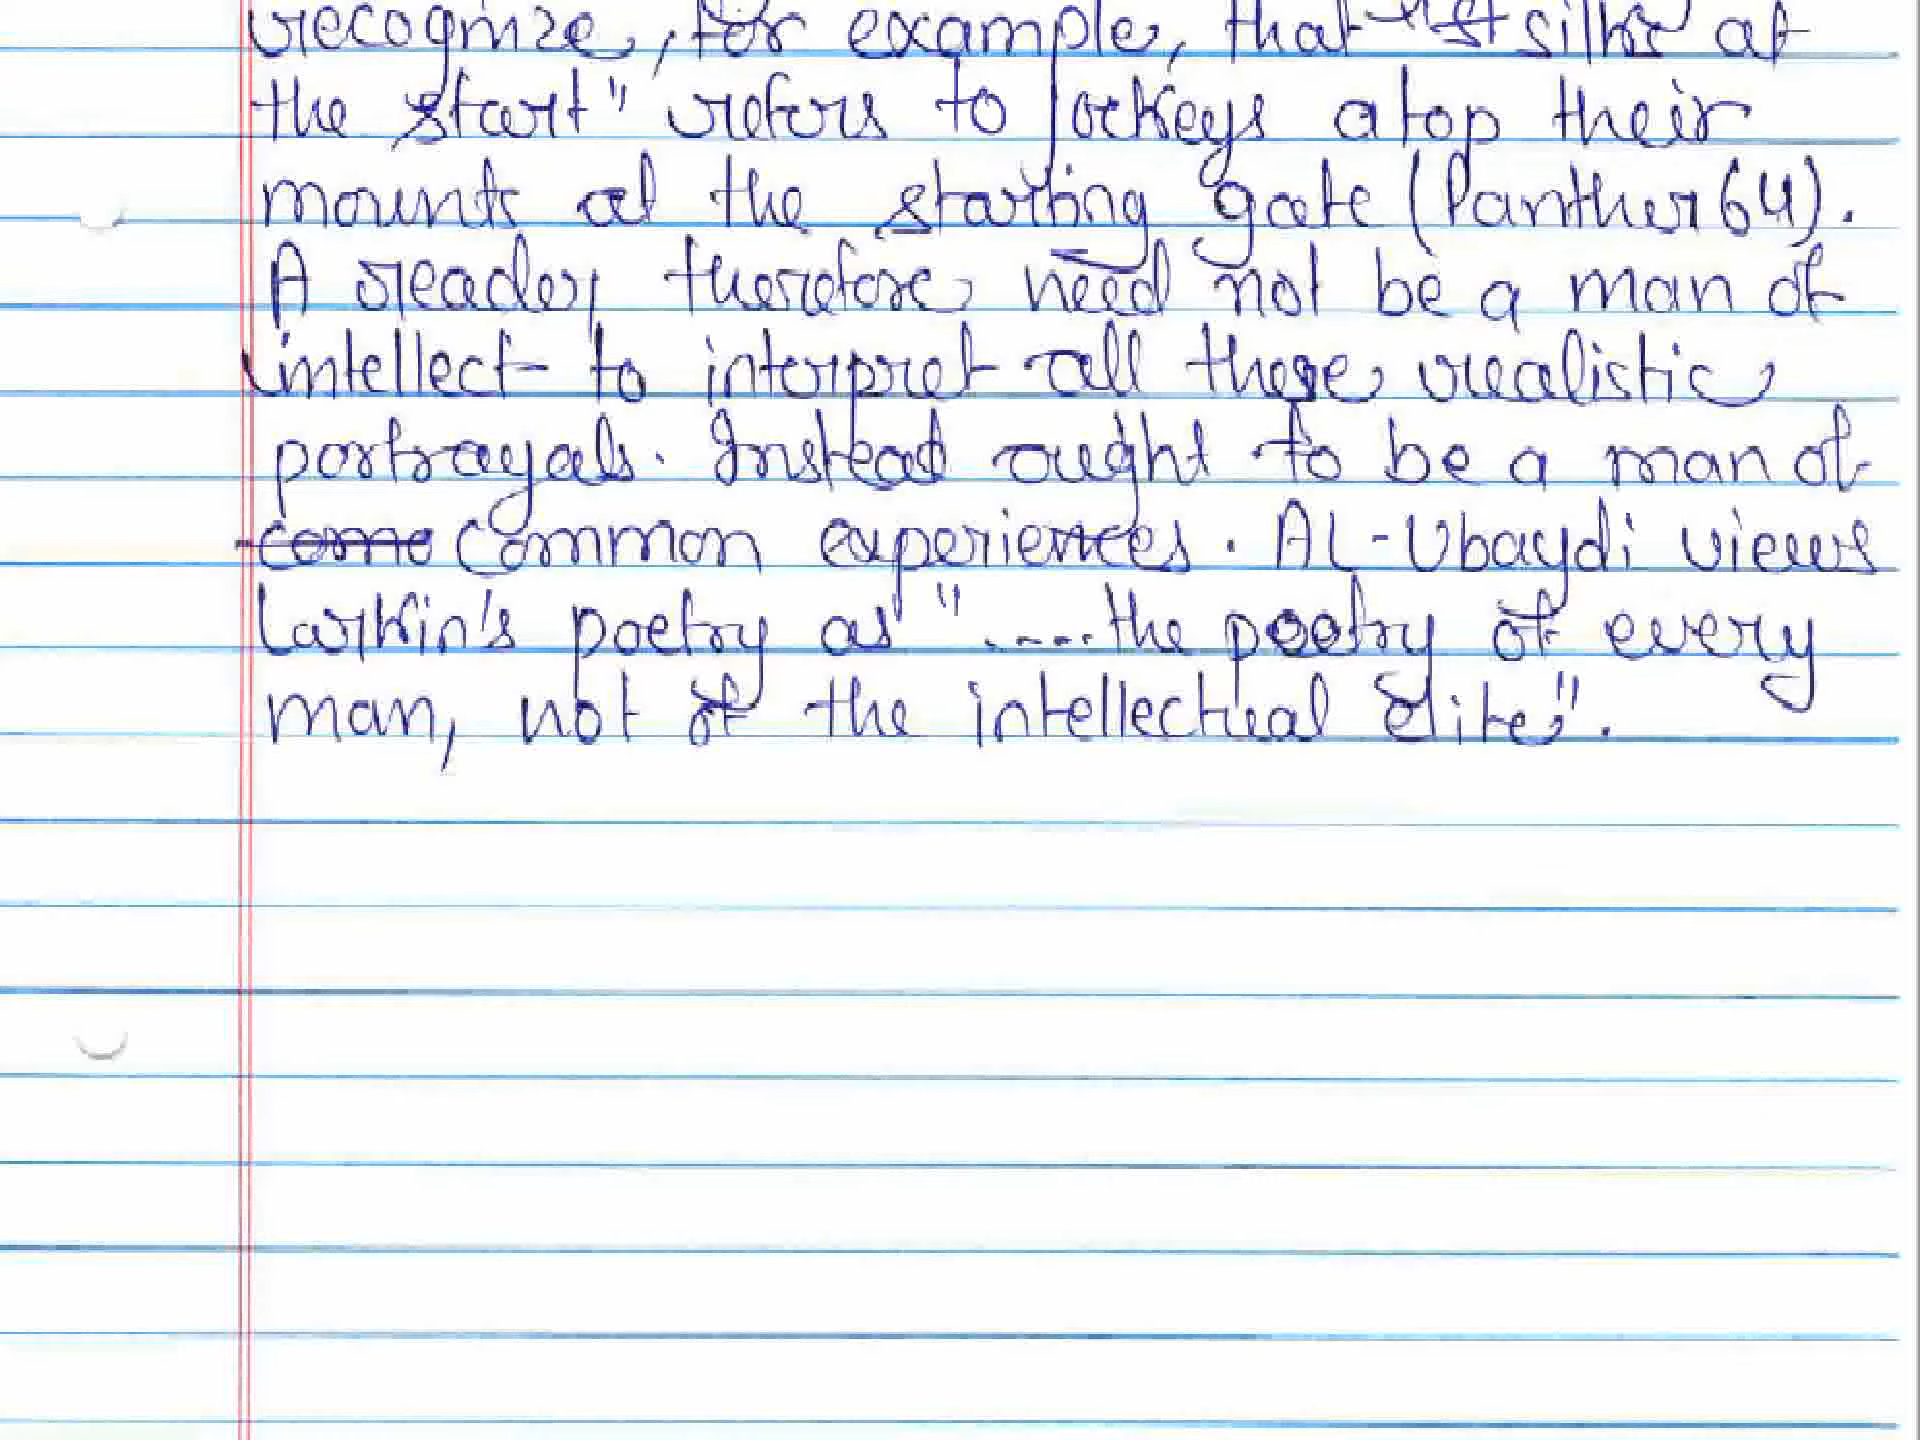 recognize, for example, that "silks at
the start" refers to Jockeys atop their
mounts at the starting gate (Panther 64).
A reader, therefore need not be a man of
intellect to interpret all these realistic
portrayals. Instead ought to be a man of
come common experiences. AL-Ubaydi views
Larkin's poetry as ".....the poetry of every
man, not of the intellectual elite".